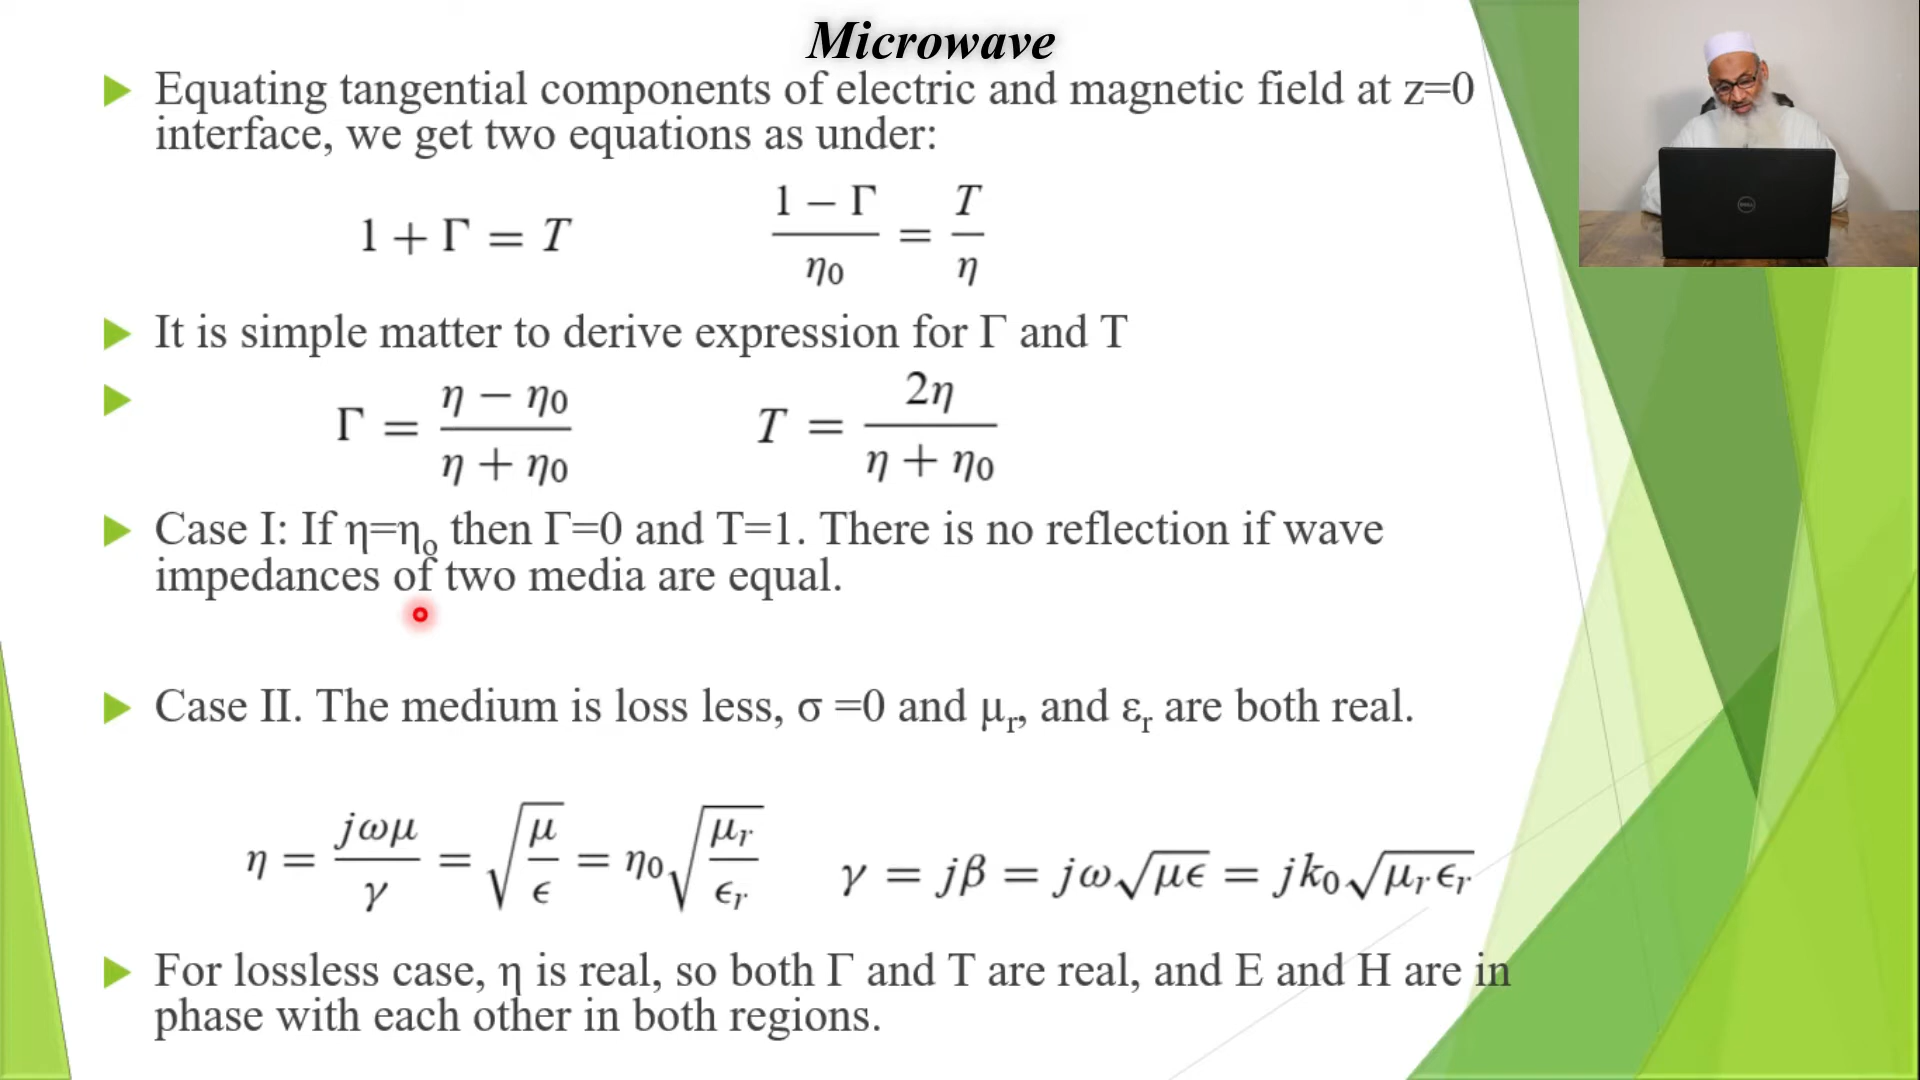 Microwave
Equating tangential components of electric and magnetic field at z=0
interface, we get two equations as under:
1 + Γ = T    (1 − Γ)/η₀ = T/η
It is simple matter to derive expression for Γ and T
Γ = (η − η₀)/(η + η₀)    T = 2η/(η + η₀)
Case I: If η=ηₒ then Γ=0 and T=1. There is no reflection if wave
impedances of two media are equal.
Case II. The medium is loss less, σ =0 and μᵣ, and εᵣ are both real.
η = jωμ/γ = √(μ/ϵ) = η₀√(μᵣ/ϵᵣ)    γ = jβ = jω√(μϵ) = jk₀√(μᵣϵᵣ)
For lossless case, η is real, so both Γ and T are real, and E and H are in
phase with each other in both regions.